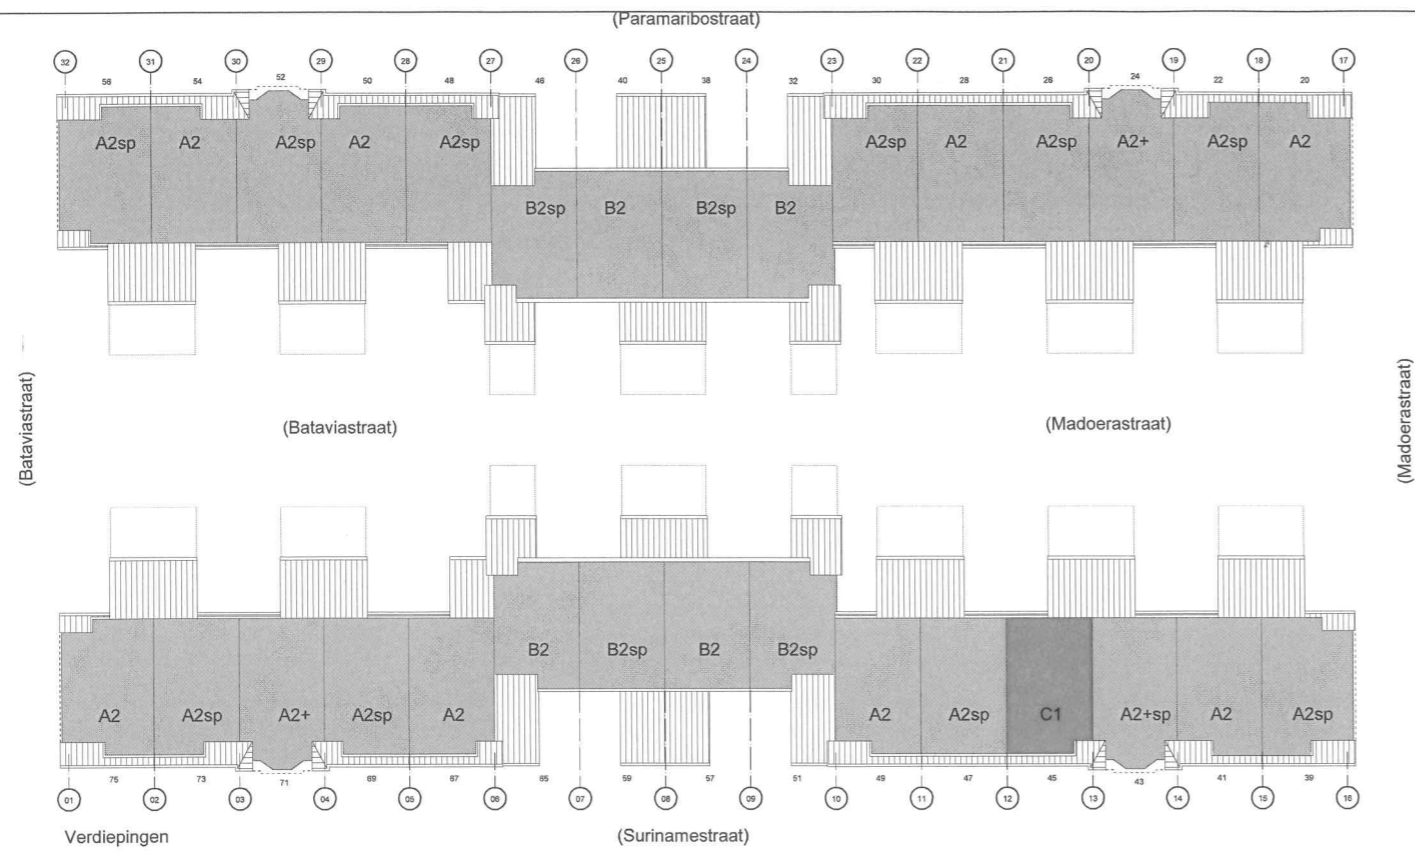 (Paramaribostraat)
32 31 30 29 28 27 26 25 24 23 22 21 20 19 18 17
56 54 52 50 48 46 40 38 32 30 28 26 24 22 20
A2sp A2 A2sp A2 A2sp A2sp A2 A2sp A2+ A2sp A2
B2sp B2 B2sp B2
(Bataviastraat)
(Bataviastraat)
(Madoerastraat)
(Madoerastraat)
B2 B2sp B2 B2sp
A2 A2sp A2+ A2sp A2 A2 A2sp C1 A2+sp A2 A2sp
75 73 71 69 67 65 59 57 51 49 47 45 43 41 39
01 02 03 04 05 06 07 08 09 10 11 12 13 14 15 16
Verdiepingen
(Surinamestraat)